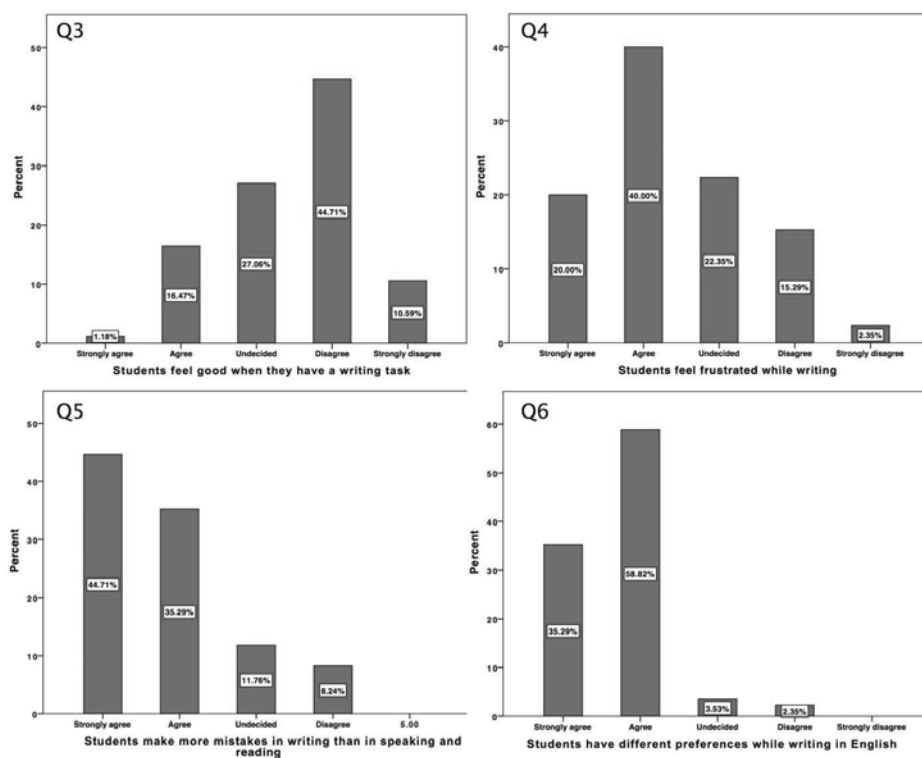 Q3
50
40
30
20
10
0
Percent
1.18%
16.47%
27.06%
44.71%
10.59%
Strongly agree Agree Undecided Disagree Strongly disagree
Students feel good when they have a writing task
Q4
40
30
20
10
0
Percent
20.00%
40.00%
22.35%
15.29%
2.35%
Strongly agree Agree Undecided Disagree Strongly disagree
Students feel frustrated while writing
Q5
50
40
30
20
10
0
Percent
44.71%
35.29%
11.76%
8.24%
Strongly agree Agree Undecided Disagree 5.00
Students make more mistakes in writing than in speaking and
reading
Q6
60
50
40
30
20
10
0
Percent
35.29%
58.82%
3.53%
2.35%
Strongly agree Agree Undecided Disagree Strongly disagree
Students have different preferences while writing in English